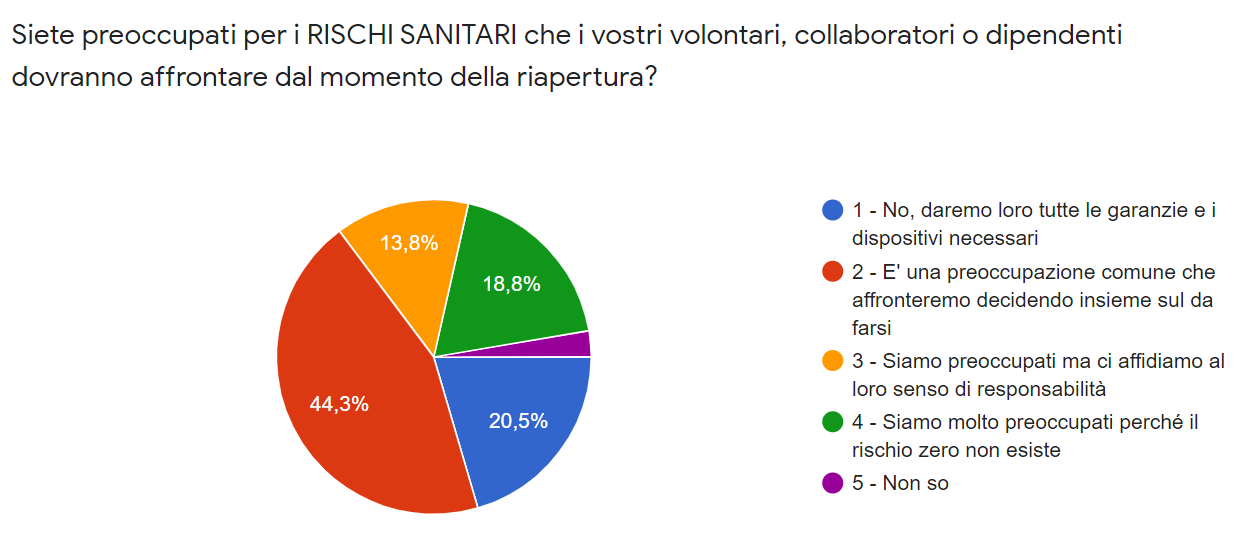 Siete preoccupati per i RISCHI SANITARI che i vostri volontari, collaboratori o dipendenti
dovranno affrontare dal momento della riapertura?
13,8%
18,8%
44,3%
20,5%
1 - No, daremo loro tutte le garanzie e i
dispositivi necessari
2 - E' una preoccupazione comune che
affronteremo decidendo insieme sul da
farsi
3 - Siamo preoccupati ma ci affidiamo al
loro senso di responsabilità
4 - Siamo molto preoccupati perché il
rischio zero non esiste
5 - Non so